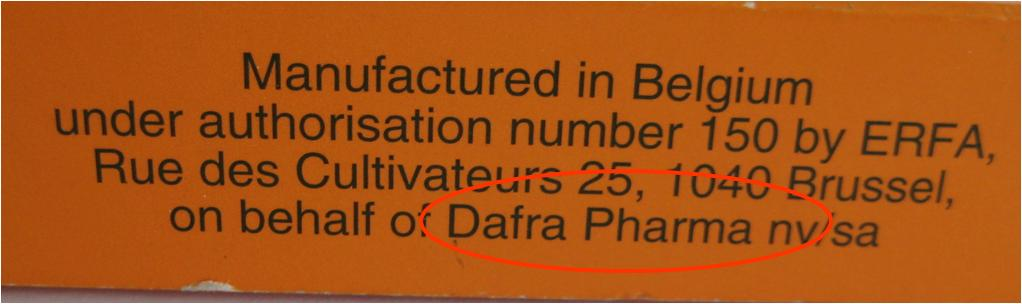 Manufactured in Belgium
under authorisation number 150 by ERFA,
Rue des Cultivateurs 25, 1040 Brussel,
on behalf of Dafra Pharma nv/sa